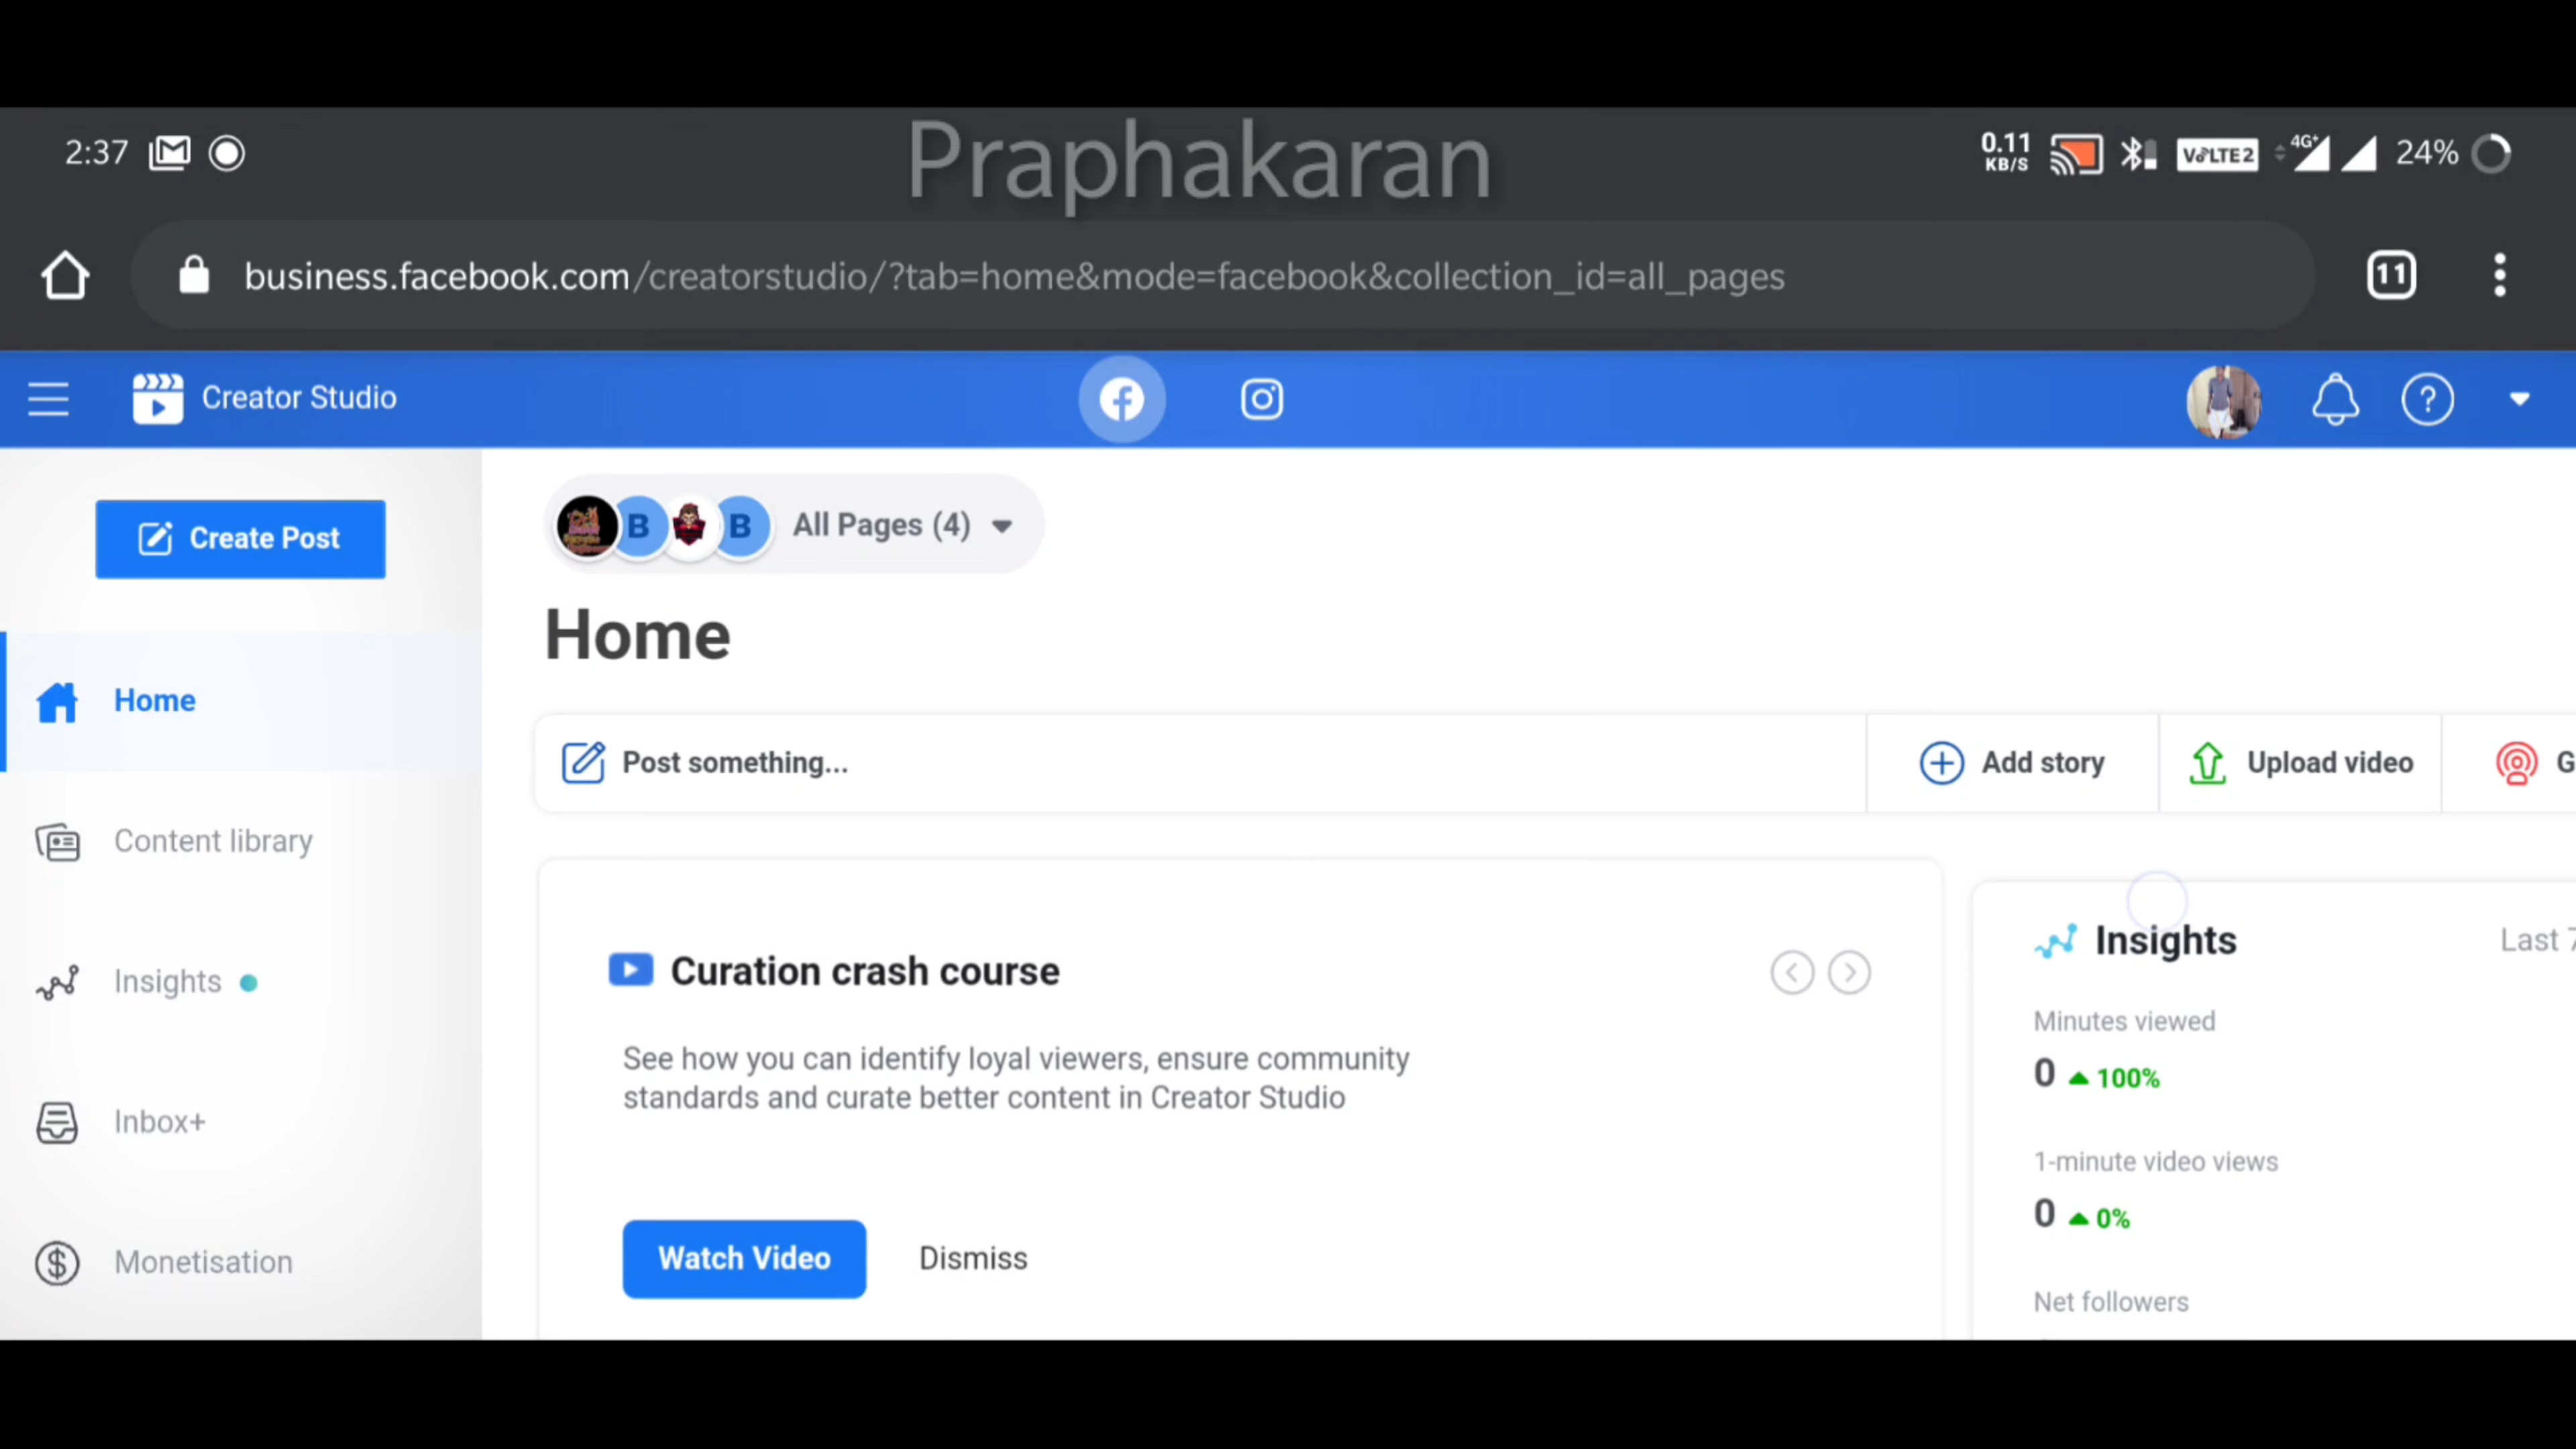 Praphakaran
2:37
0.11
KB/S
VoLTE2
4G+
24%
business.facebook.com/creatorstudio/?tab=home&mode=facebook&collection_id=all_pages
11
Creator Studio
Create Post
B B All Pages (4)
Home
Home
Post something...
Add story
Upload video
G
Content library
Insights
Inbox+
Monetisation
Curation crash course
See how you can identify loyal viewers, ensure community
standards and curate better content in Creator Studio
Watch Video
Dismiss
Insights
Last 7
Minutes viewed
0 100%
1-minute video views
0 0%
Net followers